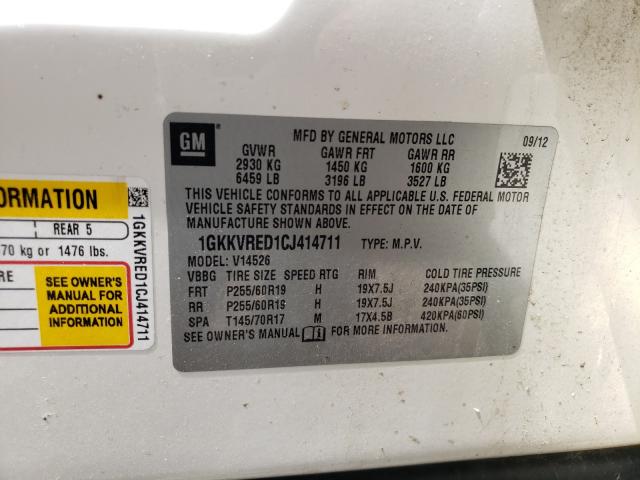 GM
MFD BY GENERAL MOTORS LLC 09/12
GVWR GAWR FRT GAWR RR
2930 KG 1450 KG 1600 KG
6459 LB 3196 LB 3527 LB
THIS VEHICLE CONFORMS TO ALL APPLICABLE U.S. FEDERAL MOTOR
VEHICLE SAFETY STANDARDS IN EFFECT ON THE DATE OF
MANUFACTURE SHOWN ABOVE.
1GKKVRED1CJ414711 TYPE: M.P.V.
MODEL: V14526
VBBG TIRE SIZE SPEED RTG RIM COLD TIRE PRESSURE
FRT P255/60R19 H 19X7.5J 240KPA(35PSI)
RR P255/60R19 H 19X7.5J 240KPA(35PSI)
SPA T145/70R17 M 17X4.5B 420KPA(60PSI)
SEE OWNER'S MANUAL FOR MORE INFORMATION.
FORMATION
REAR 5
70 kg or 1476 lbs.
RE
SEE OWNER'S
MANUAL FOR
ADDITIONAL
INFORMATION
1GKKVRED1CJ414711